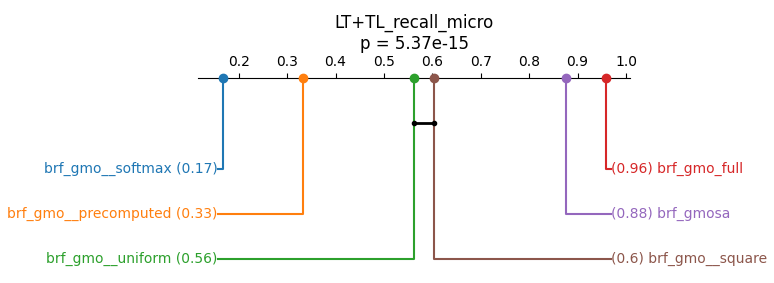 LT+TL_recall_micro
p = 5.37e-15
0.2 0.3 0.4 0.5 0.6 0.7 0.8 0.9 1.0
brf_gmo__softmax (0.17) (0.96) brf_gmo_full
brf_gmo__precomputed (0.33) (0.88) brf_gmosa
brf_gmo__uniform (0.56) (0.6) brf_gmo__square